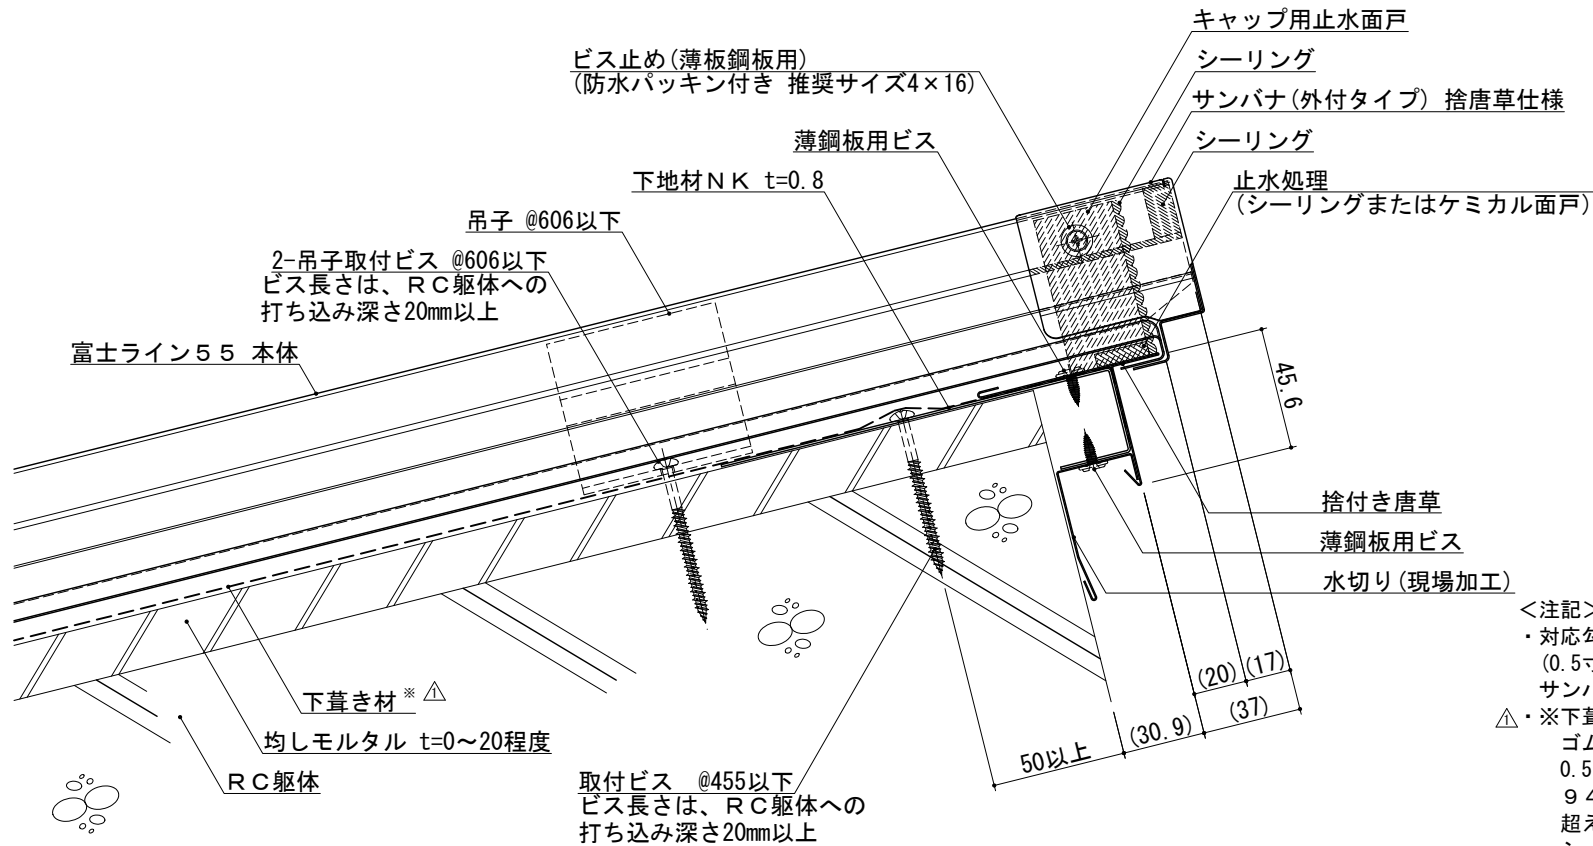 キャップ用止水面戸
ビス止め(薄板鋼板用)
(防水パッキン付き 推奨サイズ4×16)
シーリング
サンバナ(外付タイプ) 捨唐草仕様
薄鋼板用ビス
シーリング
下地材ＮＫ t=0.8
止水処理
(シーリングまたはケミカル面戸)
吊子 @606以下
2-吊子取付ビス @606以下
ビス長さは、ＲＣ躯体への
打ち込み深さ20mm以上
富士ライン５５ 本体
45.6
捨付き唐草
薄鋼板用ビス
水切り(現場加工)
下葺き材※ 1
均しモルタル t=0～20程度
ＲＣ躯体
取付ビス @455以下
ビス長さは、ＲＣ躯体への
打ち込み深さ20mm以上
50以上
(30.9)
(37)
(20)
(17)
＜注記＞
・対応勾
(0.5寸
サンバ
1・※下葺
ゴム
0.5
９４
超え